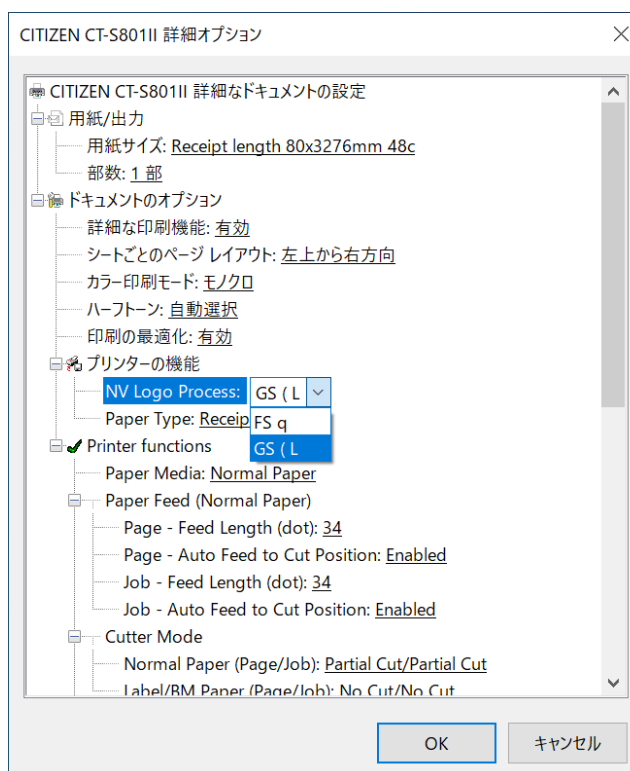 CITIZEN CT-S801II 詳細オプション
CITIZEN CT-S801II 詳細なドキュメントの設定
用紙/出力
用紙サイズ: Receipt length 80x3276mm 48c
部数: 1 部
ドキュメントのオプション
詳細な印刷機能: 有効
シートごとのページ レイアウト: 左上から右方向
カラー印刷モード: モノクロ
ハーフトーン: 自動選択
印刷の最適化: 有効
プリンターの機能
NV Logo Process: GS ( L
Paper Type: Receip
FS q
GS ( L
Printer functions
Paper Media: Normal Paper
Paper Feed (Normal Paper)
Page - Feed Length (dot): 34
Page - Auto Feed to Cut Position: Enabled
Job - Feed Length (dot): 34
Job - Auto Feed to Cut Position: Enabled
Cutter Mode
Normal Paper (Page/Job): Partial Cut/Partial Cut
Label/BM Paper (Page/Job): No Cut/No Cut
OK
キャンセル